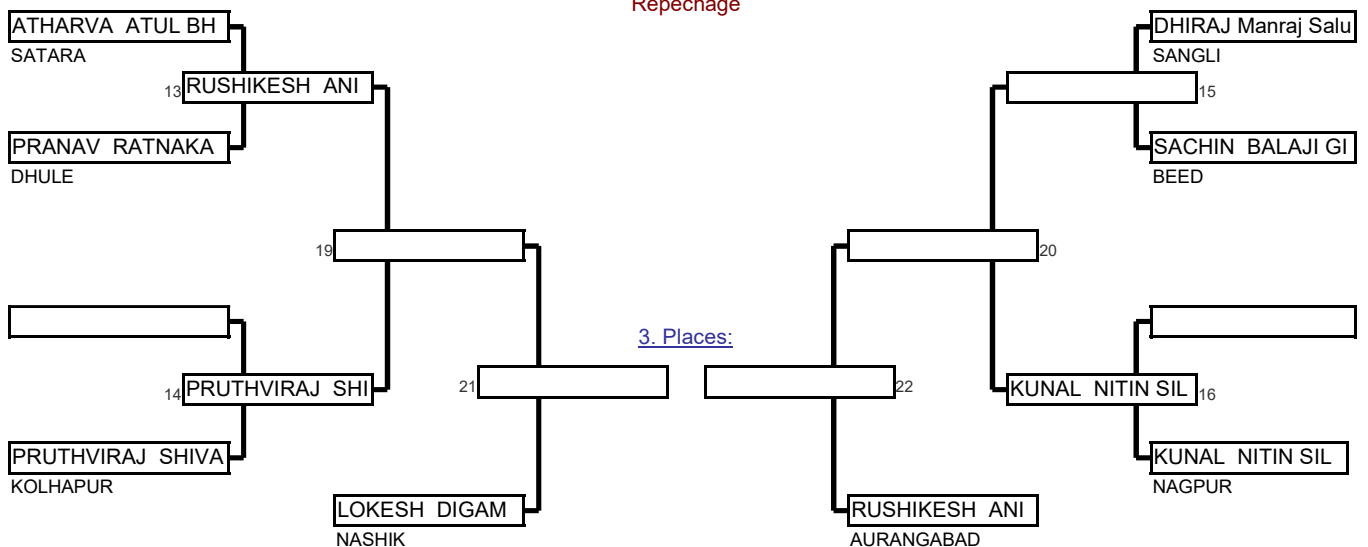 Repechage
ATHARVA ATUL BH
SATARA
13 RUSHIKESH ANI
PRANAV RATNAKA
DHULE
19
14 PRUTHVIRAJ SHI
PRUTHVIRAJ SHIVA
KOLHAPUR
21
LOKESH DIGAM
NASHIK
3. Places:
DHIRAJ Manraj Salu
SANGLI
15
SACHIN BALAJI GI
BEED
20
22
KUNAL NITIN SIL 16
KUNAL NITIN SIL
NAGPUR
RUSHIKESH ANI
AURANGABAD